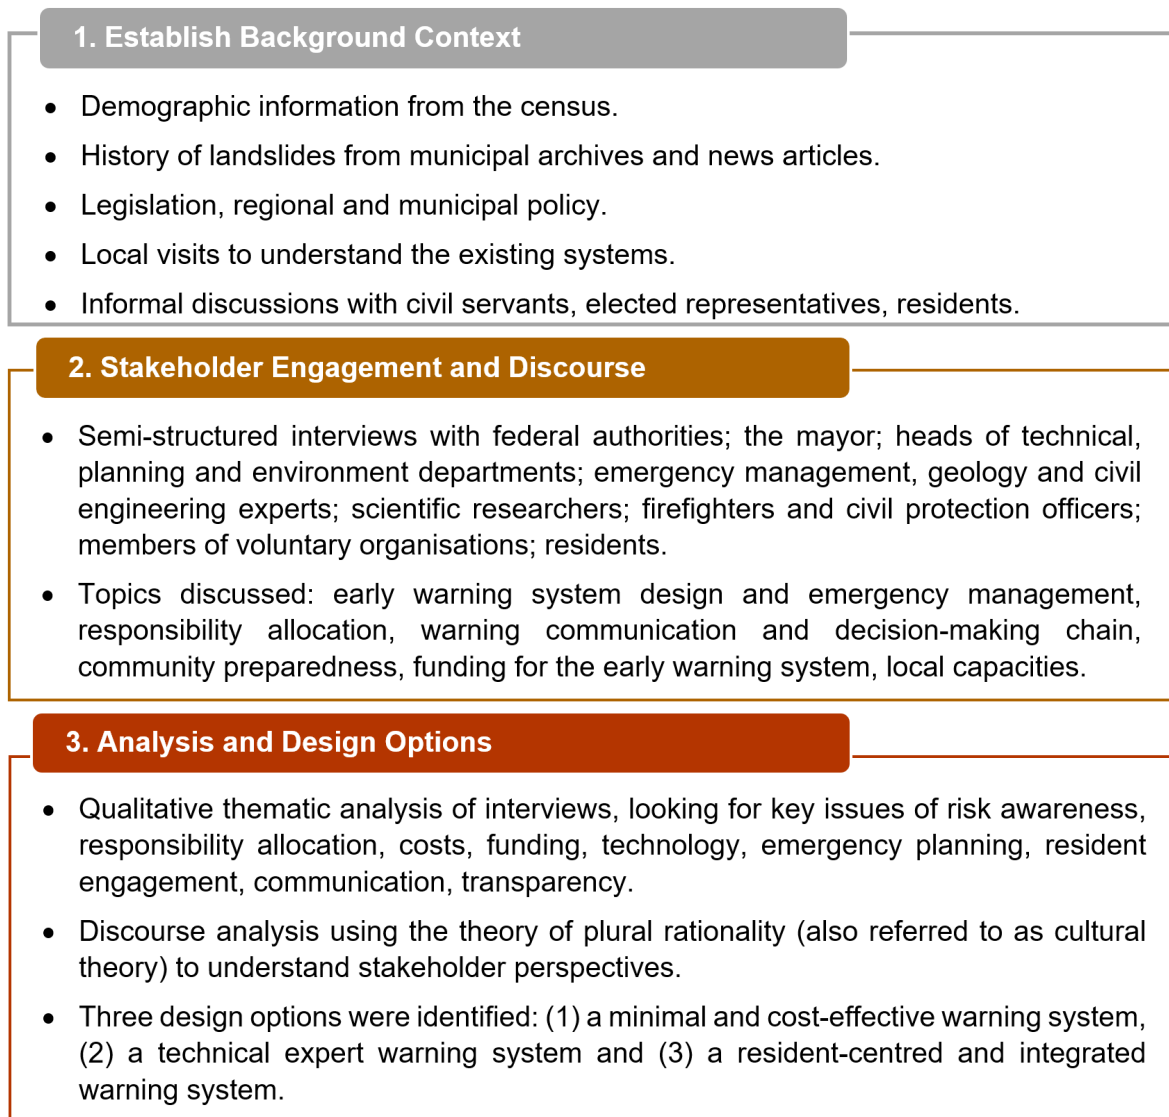 1. Establish Background Context
• Demographic information from the census.
• History of landslides from municipal archives and news articles.
• Legislation, regional and municipal policy.
• Local visits to understand the existing systems.
• Informal discussions with civil servants, elected representatives, residents.
2. Stakeholder Engagement and Discourse
• Semi-structured interviews with federal authorities; the mayor; heads of technical,
planning and environment departments; emergency management, geology and civil
engineering experts; scientific researchers; firefighters and civil protection officers;
members of voluntary organisations; residents.
• Topics discussed: early warning system design and emergency management,
responsibility allocation, warning communication and decision-making chain,
community preparedness, funding for the early warning system, local capacities.
3. Analysis and Design Options
• Qualitative thematic analysis of interviews, looking for key issues of risk awareness,
responsibility allocation, costs, funding, technology, emergency planning, resident
engagement, communication, transparency.
• Discourse analysis using the theory of plural rationality (also referred to as cultural
theory) to understand stakeholder perspectives.
• Three design options were identified: (1) a minimal and cost-effective warning system,
(2) a technical expert warning system and (3) a resident-centred and integrated
warning system.